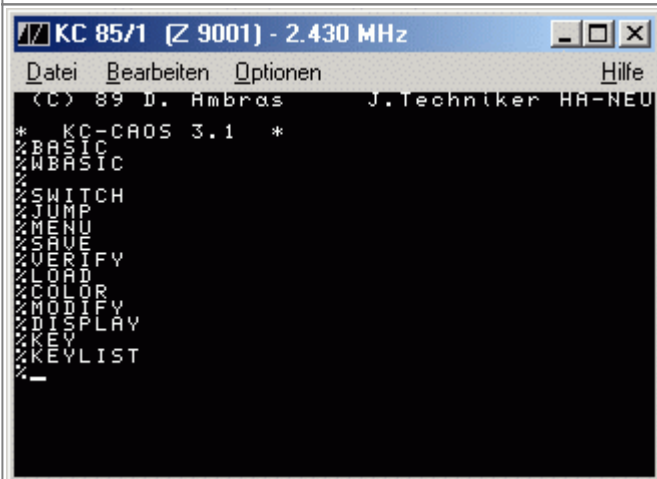 KC 85/1 (Z 9001) - 2.430 MHz
Datei Bearbeiten Optionen Hilfe
(C) 89 D. Ambras J.Techniker HA-NEU
* KC-CAOS 3.1 *
%BASIC
%WBASIC
%
%SWITCH
%JUMP
%MENU
%SAVE
%VERIFY
%LOAD
%COLOR
%MODIFY
%DISPLAY
%KEY
%KEYLIST
%_